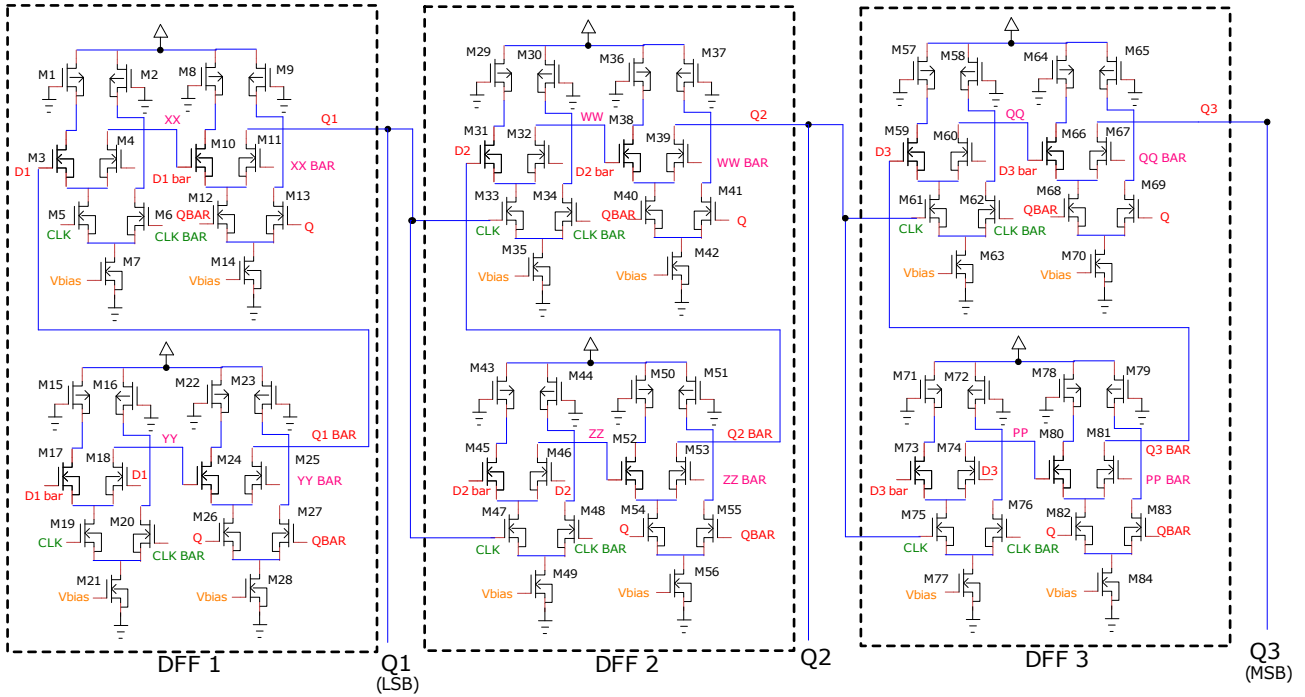 M1
M2
M8
M9
XX
Q1
M3
M4
M10
M11
D1
D1 bar
XX BAR
M5
M6
M12
M13
QBAR
Q
CLK
CLK BAR
M7
M14
Vbias
Vbias
M15
M16
M22
M23
YY
Q1 BAR
M17
M18
D1
M24
M25
D1 bar
YY BAR
M19
M20
M26
M27
CLK
CLK BAR
Q
QBAR
M21
M28
Vbias
Vbias
DFF 1
Q1
(LSB)
M29
M30
M36
M37
WW
Q2
M31
M32
M38
M39
D2
D2 bar
WW BAR
M33
M34
M40
M41
QBAR
Q
CLK
CLK BAR
M35
M42
Vbias
Vbias
M43
M44
M50
M51
ZZ
Q2 BAR
M45
M46
M52
M53
D2 bar
D2
ZZ BAR
M47
M48
M54
M55
Q
QBAR
CLK
CLK BAR
M49
M56
Vbias
Vbias
DFF 2
Q2
M57
M58
M64
M65
QQ
Q3
M59
M60
M66
M67
D3
D3 bar
QQ BAR
M61
M62
M68
M69
QBAR
Q
CLK
CLK BAR
M63
M70
Vbias
Vbias
M71
M72
M78
M79
PP
Q3 BAR
M73
M74
M80
M81
D3 bar
D3
PP BAR
M75
M76
M82
M83
Q
QBAR
CLK
CLK BAR
M77
M84
Vbias
Vbias
DFF 3
Q3
(MSB)